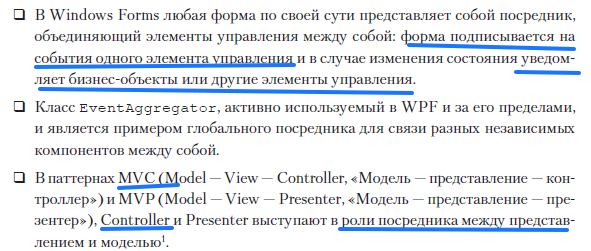 ❑ В Windows Forms любая форма по своей сути представляет собой посредник,
объединяющий элементы управления между собой: форма подписывается на
события одного элемента управления и в случае изменения состояния уведом-
ляет бизнес-объекты или другие элементы управления.
❑ Класс EventAggregator, активно используемый в WPF и за его пределами,
и является примером глобального посредника для связи разных независимых
компонентов между собой.
❑ В паттернах MVC (Model — View — Controller, «Модель — представление — кон-
троллер») и MVP (Model — View — Presenter, «Модель — представление — пре-
зентер»), Controller и Presenter выступают в роли посредника между представ-
лением и моделью¹.